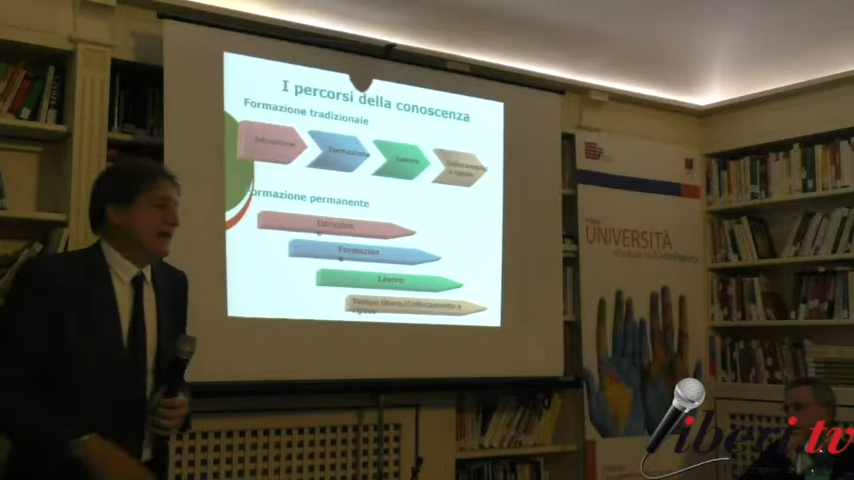 I percorsi della conoscenza
Formazione tradizionale
Istruzione
Formazione
Lavoro
Collocamento
a riposo
Formazione permanente
Istruzione
Formazion
Lavoro
Tempo libero/Collocamento a
riposo
UNIVERSITÀ
liberi.tv